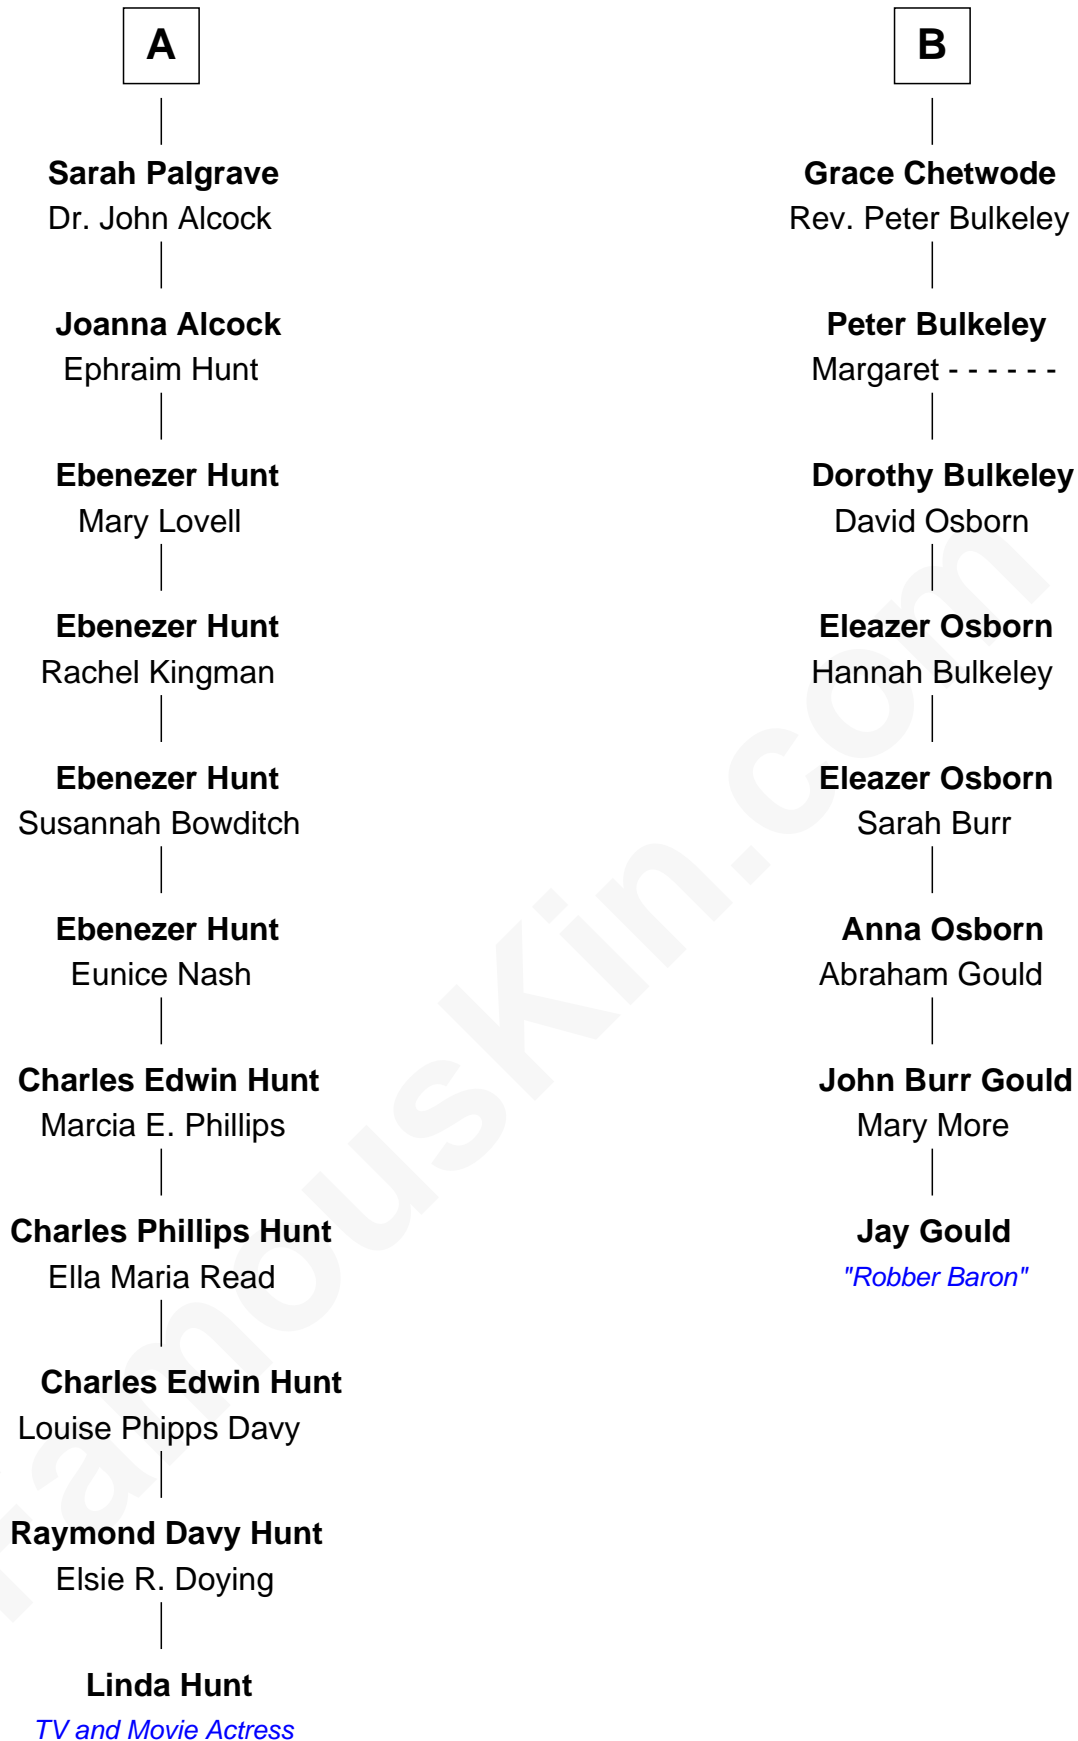 A
Sarah Palgrave
Dr. John Alcock
Joanna Alcock
Ephraim Hunt
Ebenezer Hunt
Mary Lovell
Ebenezer Hunt
Rachel Kingman
Ebenezer Hunt
Susannah Bowditch
Ebenezer Hunt
Eunice Nash
Charles Edwin Hunt
Marcia E. Phillips
Charles Phillips Hunt
Ella Maria Read
Charles Edwin Hunt
Louise Phipps Davy
Raymond Davy Hunt
Elsie R. Doying
Linda Hunt
TV and Movie Actress
B
Grace Chetwode
Rev. Peter Bulkeley
Peter Bulkeley
Margaret - - - - - -
Dorothy Bulkeley
David Osborn
Eleazer Osborn
Hannah Bulkeley
Eleazer Osborn
Sarah Burr
Anna Osborn
Abraham Gould
John Burr Gould
Mary More
Jay Gould
"Robber Baron"
FamousKin.com